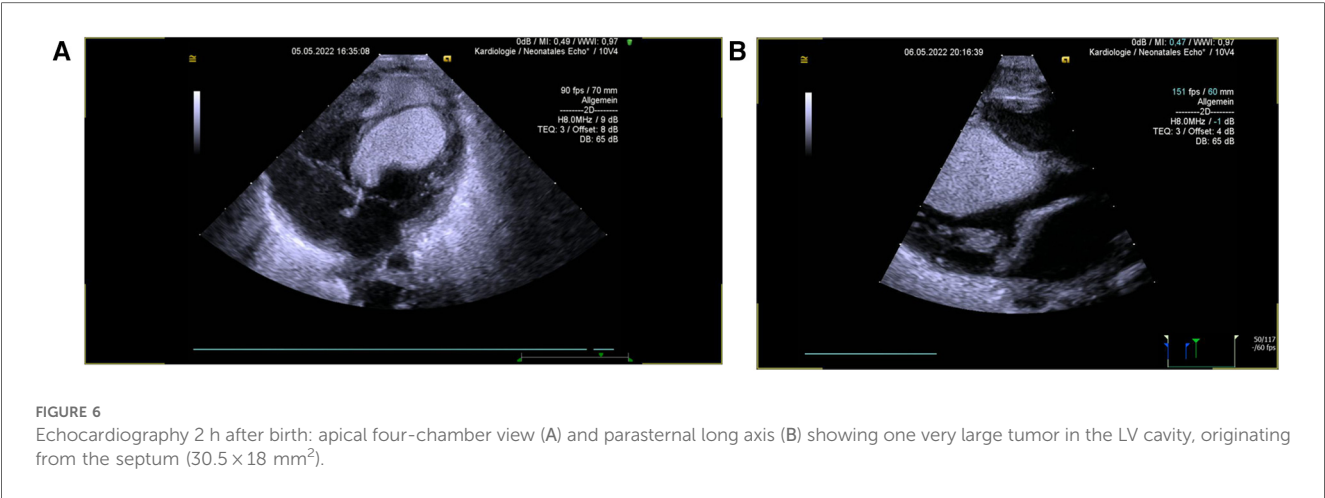 A
05.05.2022 16:35:08
0dB / MI: 0,49 / WWI: 0,97
Kardiologie / Neonatales Echo* / 10V4
90 fps / 70 mm
Allgemein
--------2D--------
H8.0MHz / 9 dB
TEQ: 3 / Offset: 8 dB
DB: 65 dB
B
06.05.2022 20:16:39
0dB / MI: 0,47 / WWI: 0,97
Kardiologie / Neonatales Echo* / 10V4
151 fps / 60 mm
Allgemein
--------2D--------
H8.0MHz / -1 dB
TEQ: 3 / Offset: 4 dB
DB: 65 dB
50/117
-/60 fps
FIGURE 6
Echocardiography 2 h after birth: apical four-chamber view (A) and parasternal long axis (B) showing one very large tumor in the LV cavity, originating
from the septum (30.5 × 18 mm²).